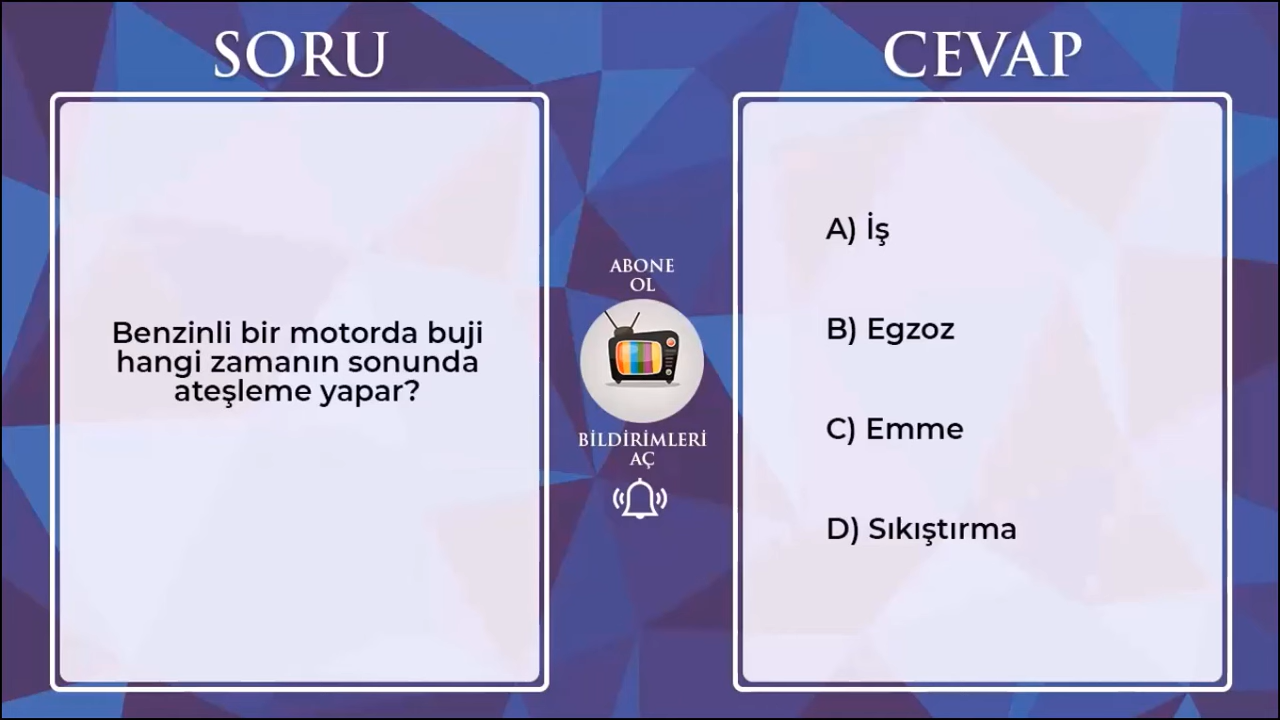 SORU
Benzinli bir motorda buji
hangi zamanın sonunda
ateşleme yapar?
ABONE
OL
BİLDİRİMLERİ
AÇ
CEVAP
A) İş
B) Egzoz
C) Emme
D) Sıkıştırma